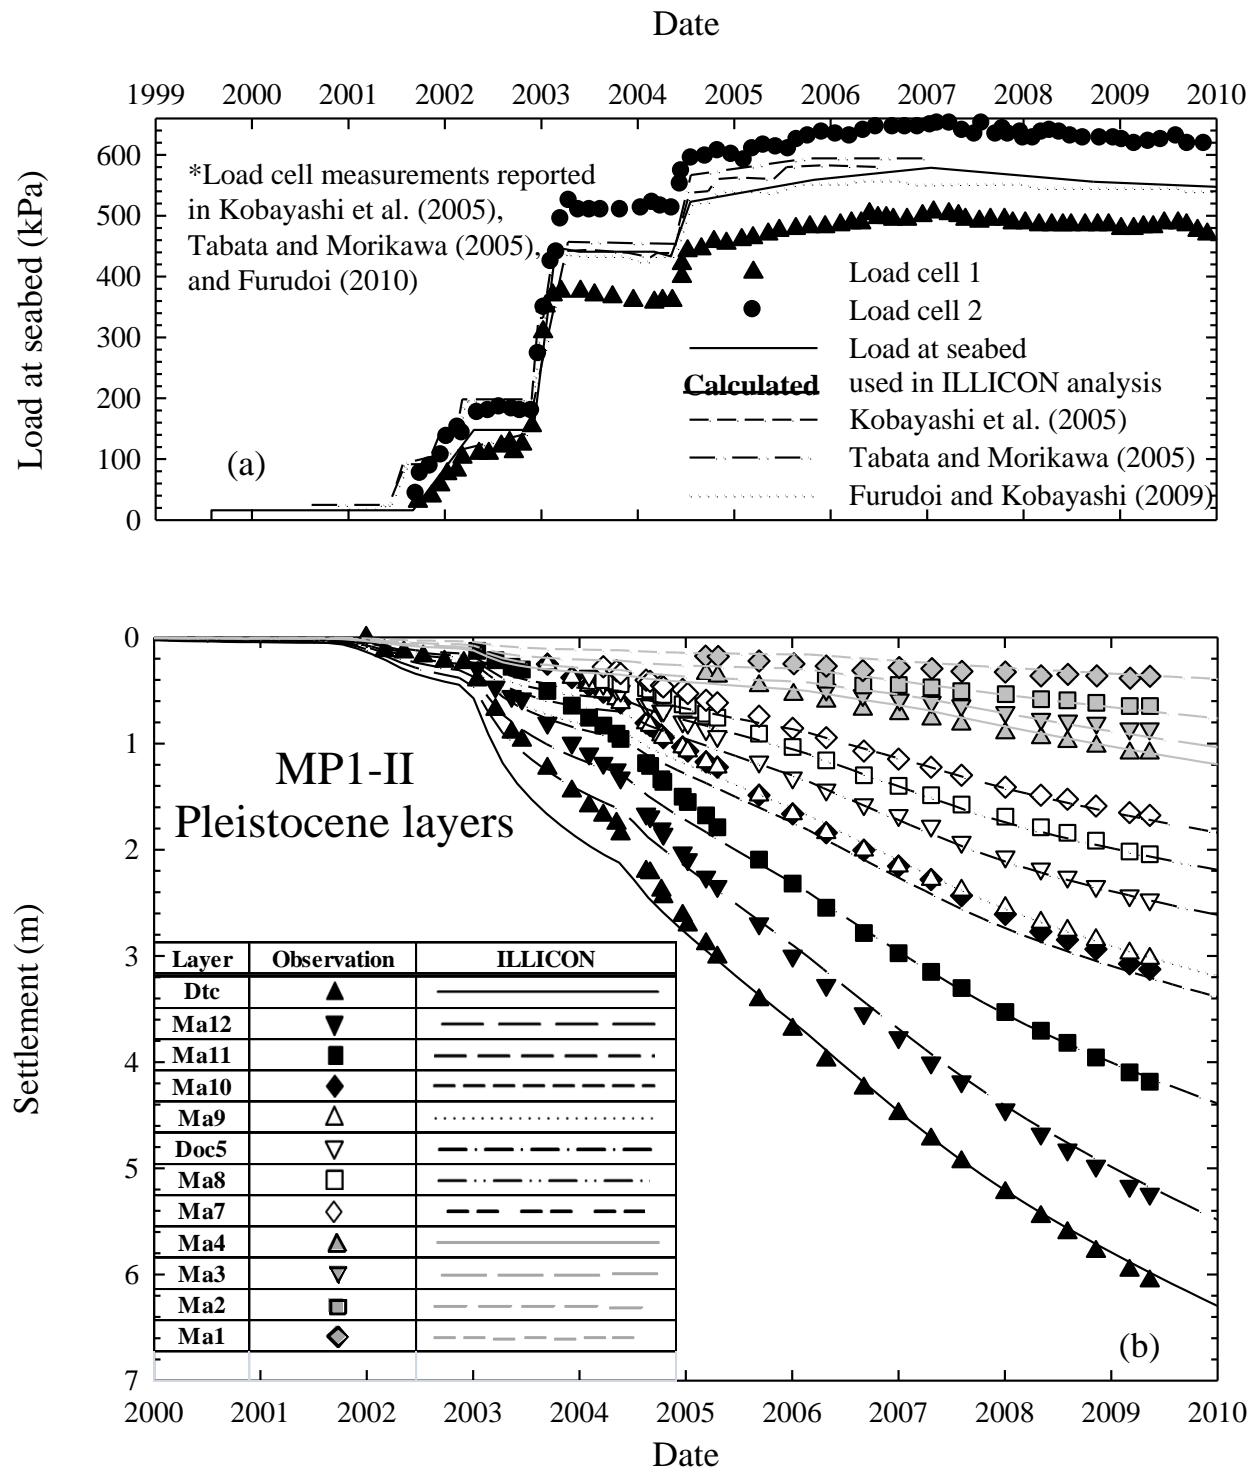 Date
1999 2000 2001 2002 2003 2004 2005 2006 2007 2008 2009 2010
Load at seabed (kPa)
600
500
400
300
200
100
0
*Load cell measurements reported
in Kobayashi et al. (2005),
Tabata and Morikawa (2005),
and Furudoi (2010)
(a)
Load cell 1
Load cell 2
Load at seabed
used in ILLICON analysis
Calculated
Kobayashi et al. (2005)
Tabata and Morikawa (2005)
Furudoi and Kobayashi (2009)
Settlement (m)
0
1
2
3
4
5
6
7
MP1-II
Pleistocene layers
Layer Observation ILLICON
Dtc
Ma12
Ma11
Ma10
Ma9
Doc5
Ma8
Ma7
Ma4
Ma3
Ma2
Ma1
(b)
2000 2001 2002 2003 2004 2005 2006 2007 2008 2009 2010
Date